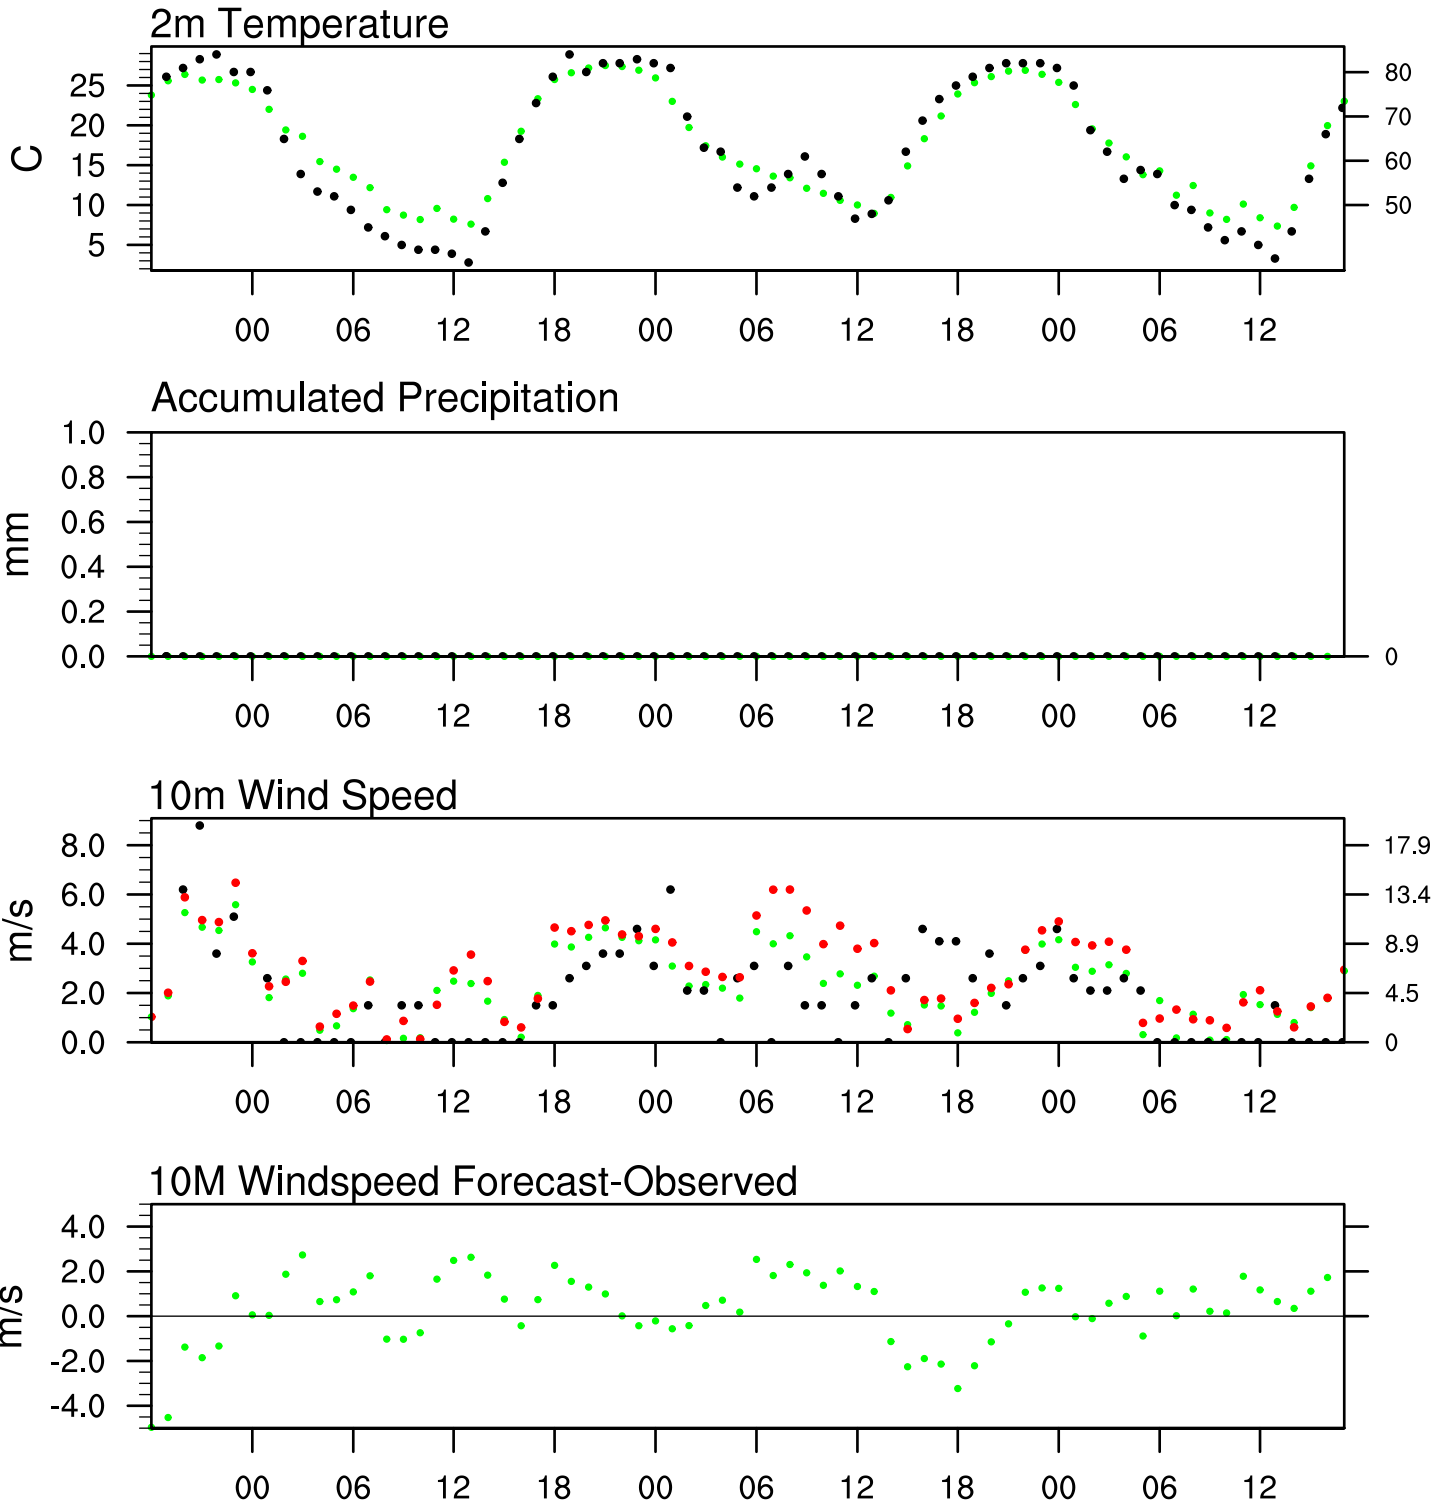 2m Temperature
C
25
20
15
10
5
80
70
60
50
00 06 12 18 00 06 12 18 00 06 12
Accumulated Precipitation
mm
1.0
0.8
0.6
0.4
0.2
0.0
0
00 06 12 18 00 06 12 18 00 06 12
10m Wind Speed
m/s
8.0
6.0
4.0
2.0
0.0
17.9
13.4
8.9
4.5
0
00 06 12 18 00 06 12 18 00 06 12
10M Windspeed Forecast-Observed
m/s
4.0
2.0
0.0
-2.0
-4.0
00 06 12 18 00 06 12 18 00 06 12